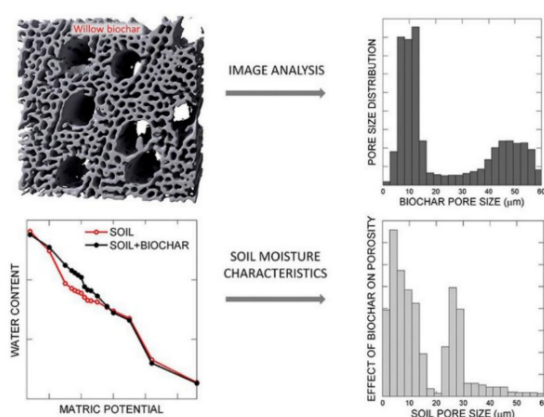 Willow biochar
IMAGE ANALYSIS
PORE SIZE DISTRIBUTION
0 10 20 30 40 50 60
BIOCHAR PORE SIZE (µm)
SOIL
SOIL+BIOCHAR
WATER CONTENT
MATRIC POTENTIAL
SOIL MOISTURE
CHARACTERISTICS
EFFECT OF BIOCHAR ON POROSITY
0 10 20 30 40 50 60
SOIL PORE SIZE (µm)